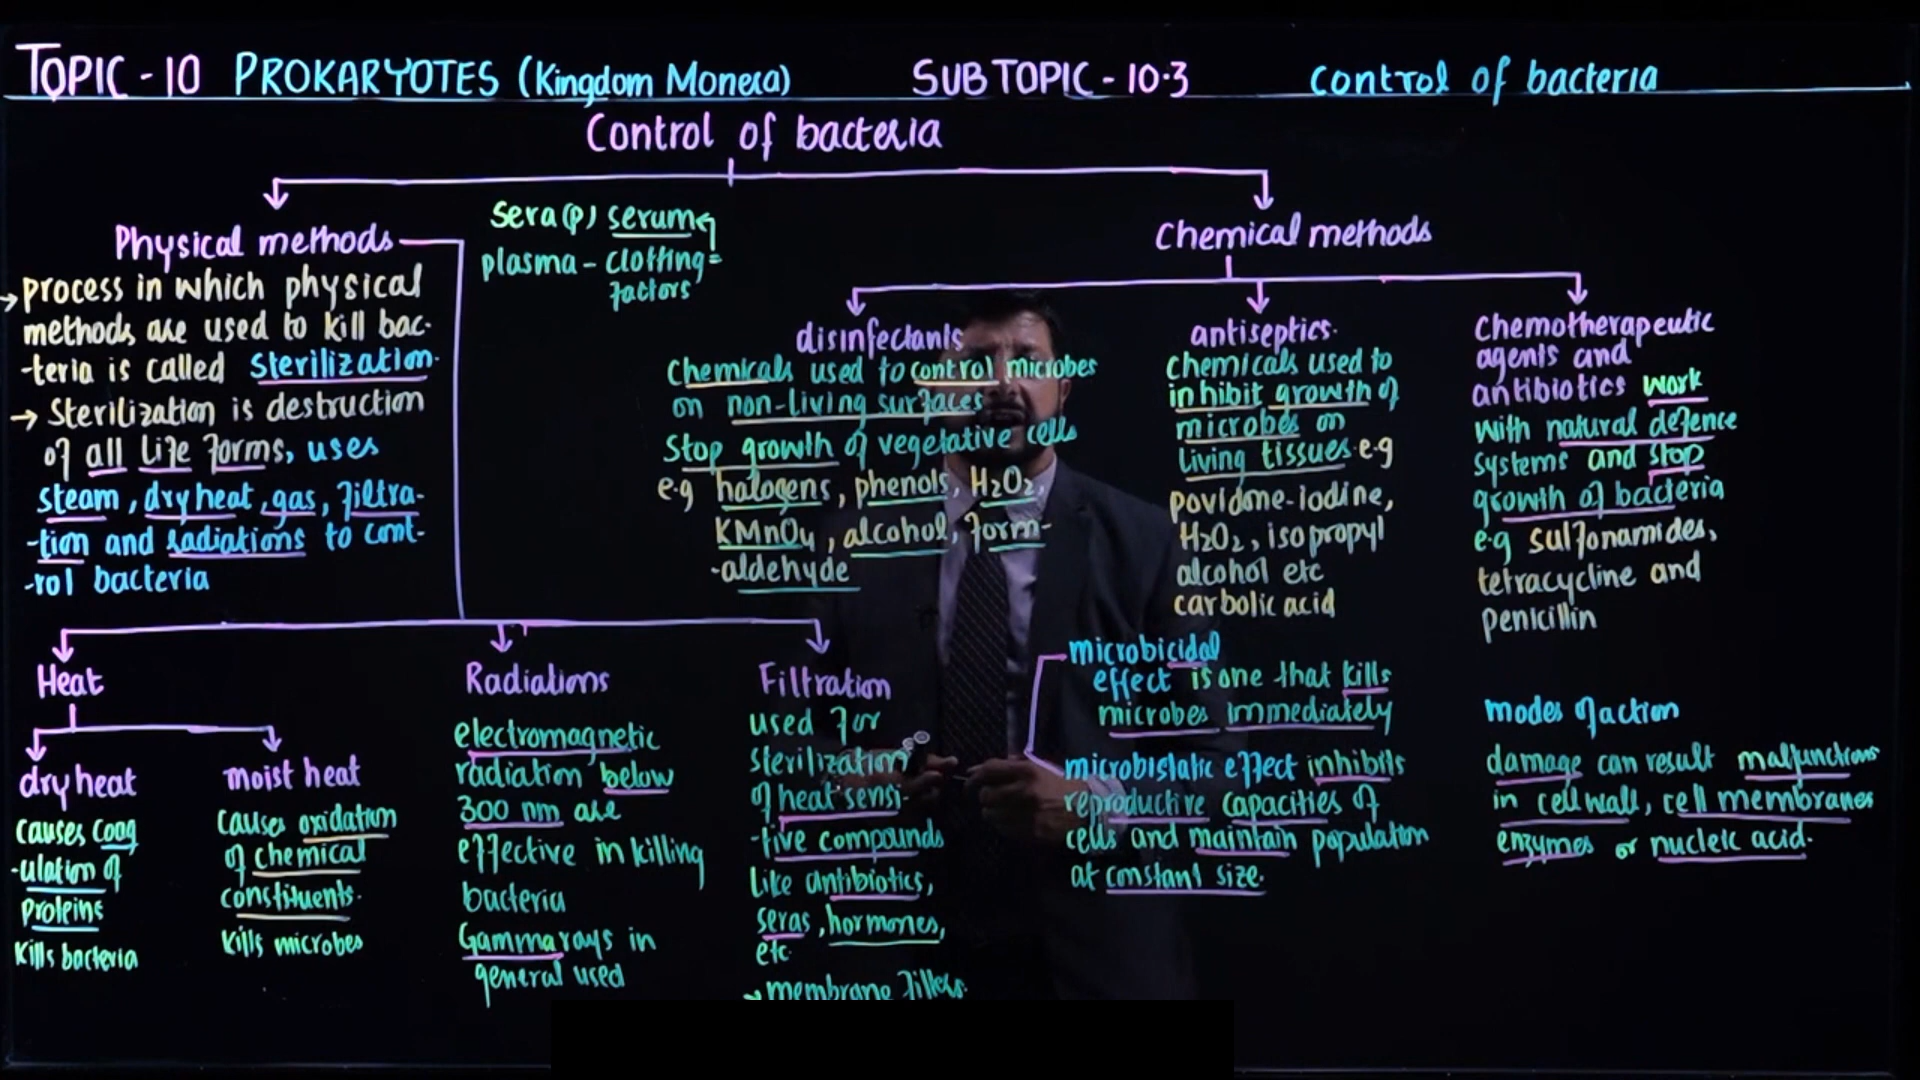 TOPIC - 10 PROKARYOTES (Kingdom Monera) SUBTOPIC - 10.3 control of bacteria
Control of bacteria
Physical methods
→ process in which physical
methods are used to kill bac-
-teria is called sterilization.
→ Sterilization is destruction
of all life forms, uses
steam, dry heat, gas, filtra-
-tion and radiations to cont-
-rol bacteria
Sera(p) serum
plasma - clotting =
factors
Chemical methods
disinfectants
Chemicals used to control microbes
on non-living surfaces
Stop growth of vegetative cells
e.g halogens, phenols, H2O2,
KMnO4, alcohol, form-
-aldehyde
antiseptics.
Chemicals used to
inhibit growth of
microbes on
living tissues e.g
povidone-iodine,
H2O2, isopropyl
alcohol etc
carbolic acid
Chemotherapeutic
agents and
antibiotics work
with natural defence
systems and stop
growth of bacteria
e.g sulfonamides,
tetracycline and
penicillin
Heat
dry heat
causes coag
-ulation of
proteins
kills bacteria
moist heat
causes oxidation
of chemical
constituents.
kills microbes
Radiations
electromagnetic
radiation below
300 nm are
effective in killing
bacteria
Gamma rays in
general used
Filtration
used for
sterilization
of heat sensi-
-tive compounds
like antibiotics,
seras, hormones,
etc.
→ membrane filters.
microbicidal
effect is one that kills
microbes immediately
microbistatic effect inhibits
reproductive capacities of
cells and maintain population
at constant size.
modes of action
damage can result malfunctions
in cell wall, cell membranes
enzymes or nucleic acid.